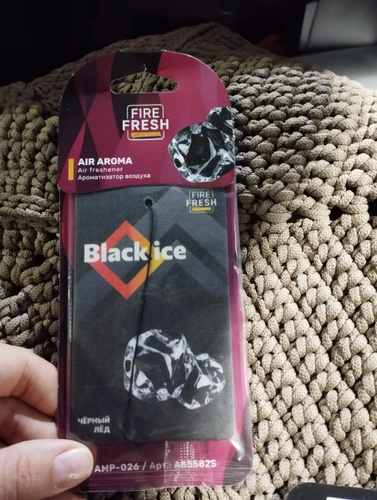 FIRE
FRESH
AIR AROMA
Air freshener
Ароматизатор воздуха
FIRE
FRESH
Black ice
ЧЁРНЫЙ
ЛЁД
AMP-026 / Арт.: AB5582S